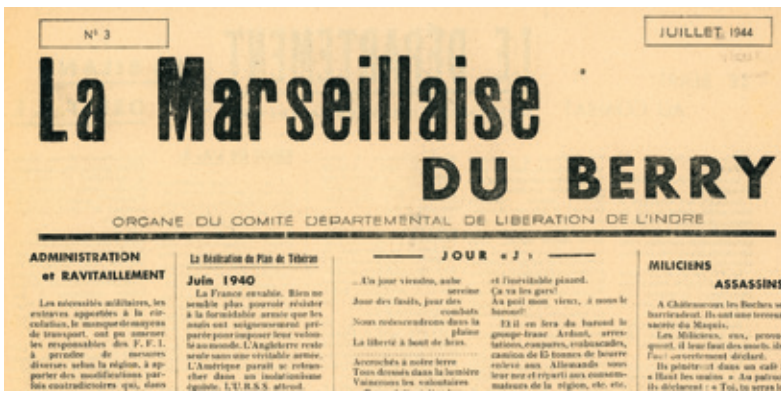 N° 3
JUILLET 1944
La Marseillaise
DU BERRY
ORGANE DU COMITÉ DÉPARTEMENTAL DE LIBERATION DE L'INDRE
ADMINISTRATION
et RAVITAILLEMENT
Les nécessités militaires, les
entraves apportées à la cir-
culation, le manque de moyens
de transport, ont pu amener
les responsables des F. F. I.
à prendre de mesures
diverses selon la région, à ap-
porter des modifications par-
fois contradictoires qui, dans
La Réalisation du Plan de Téhéran
Juin 1940
La France envahie. Rien ne
semble plus pouvoir résister
à la formidable armée que les
nazis ont soigneusement pré-
parée pour imposer leur volon-
té au monde. L'Angleterre reste
seule sans une véritable armée.
L'Amérique paraît se retran-
cher dans un isolationisme
égoïste. L'U.R.S.S. attend.
JOUR «J»
...Un jour viendra, aube
sereine
Jour des fusils, jour des
combats
Nous redescendrons dans la
plaine
La liberté à bout de bras.
Accrochés à notre terre
Tous dressés dans la lumière
Vaincrons les volontaires
et l'inévitable pinard.
Ça va les gars!
Au poil mon vieux, à nous le
baroud!
Et il en fera du baroud le
groupe-franc Ardant, arres-
tations, coupures, embuscades,
camion de 15 tonnes de beurre
enlevé aux Allemands sous
leur nez et réparti aux consom-
mateurs de la région, etc. etc.
MILICIENS
ASSASSINS
A Châteauroux les Boches se
barricadent. Ils ont une terreur
sacrée du Maquis.
Les Miliciens, eux, prennent
quand, il leur faut des
l'ont ouvertement déclaré.
Ils pénètrent dans un café
« Haut les mains » Au patron
ils déclarent : « Toi, tu seras le